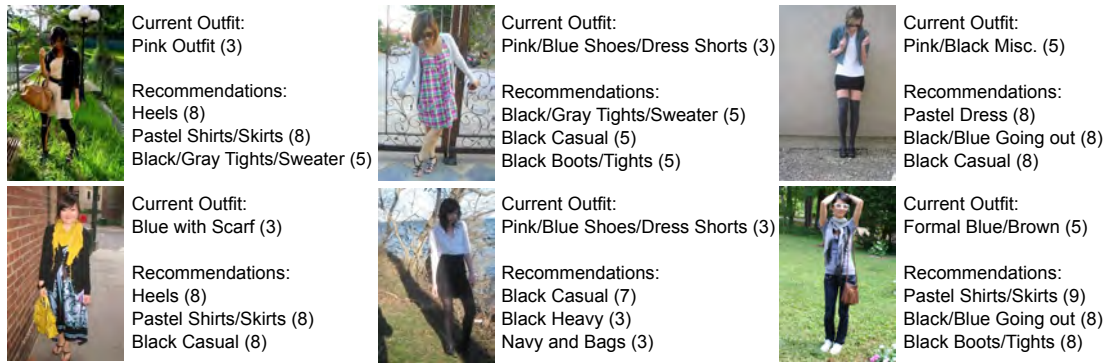 Current Outfit:
Pink Outfit (3)
Recommendations:
Heels (8)
Pastel Shirts/Skirts (8)
Black/Gray Tights/Sweater (5)
Current Outfit:
Pink/Blue Shoes/Dress Shorts (3)
Recommendations:
Black/Gray Tights/Sweater (5)
Black Casual (5)
Black Boots/Tights (5)
Current Outfit:
Pink/Black Misc. (5)
Recommendations:
Pastel Dress (8)
Black/Blue Going out (8)
Black Casual (8)
Current Outfit:
Blue with Scarf (3)
Recommendations:
Heels (8)
Pastel Shirts/Skirts (8)
Black Casual (8)
Current Outfit:
Pink/Blue Shoes/Dress Shorts (3)
Recommendations:
Black Casual (7)
Black Heavy (3)
Navy and Bags (3)
Current Outfit:
Formal Blue/Brown (5)
Recommendations:
Pastel Shirts/Skirts (9)
Black/Blue Going out (8)
Black Boots/Tights (8)